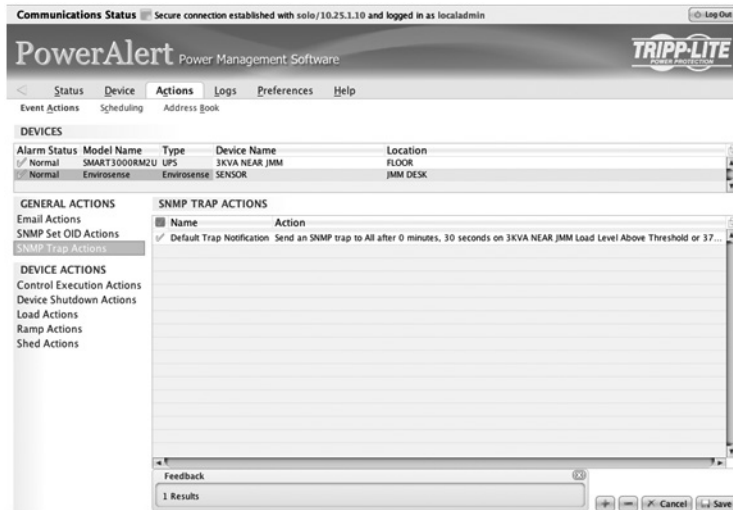 Communications Status Secure connection established with solo/10.25.1.10 and logged in as localadmin Log Out
PowerAlert Power Management Software TRIPP·LITE
POWER PROTECTION
Status Device Actions Logs Preferences Help
Event Actions Scheduling Address Book
DEVICES
Alarm Status Model Name Type Device Name Location
Normal SMART3000RM2U UPS 3KVA NEAR JMM FLOOR
Normal Envirosense Envirosense SENSOR JMM DESK
GENERAL ACTIONS
Email Actions
SNMP Set OID Actions
SNMP Trap Actions
DEVICE ACTIONS
Control Execution Actions
Device Shutdown Actions
Load Actions
Ramp Actions
Shed Actions
SNMP TRAP ACTIONS
Name Action
Default Trap Notification Send an SNMP trap to All after 0 minutes, 30 seconds on 3KVA NEAR JMM Load Level Above Threshold or 37...
Feedback
1 Results
+ − Cancel Save